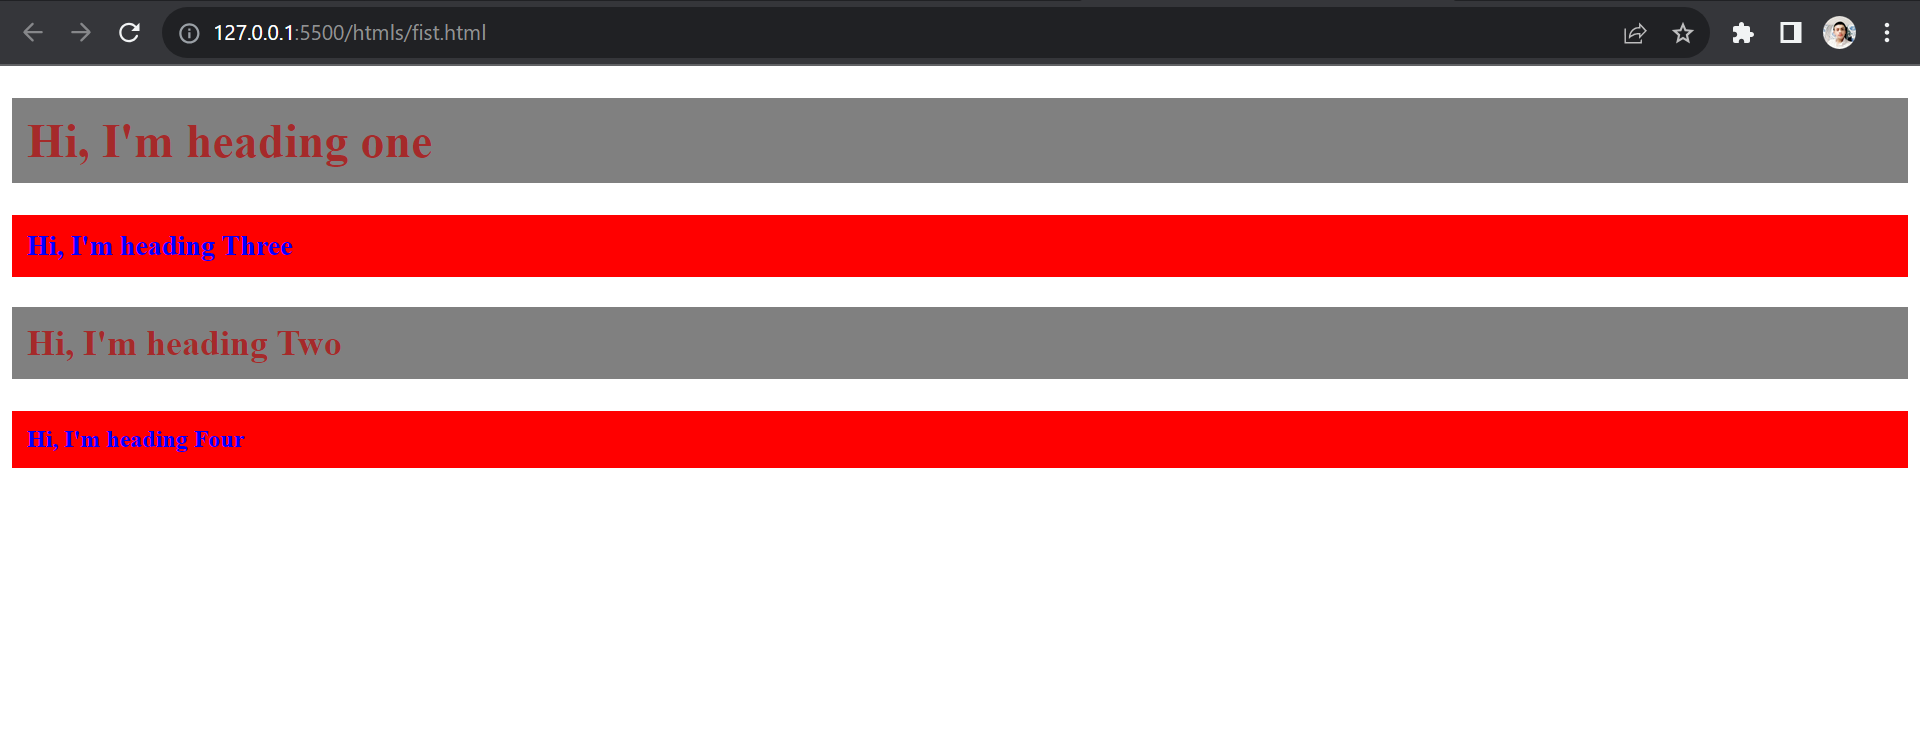 127.0.0.1:5500/htmls/fist.html
Hi, I'm heading one
Hi, I'm heading Three
Hi, I'm heading Two
Hi, I'm heading Four